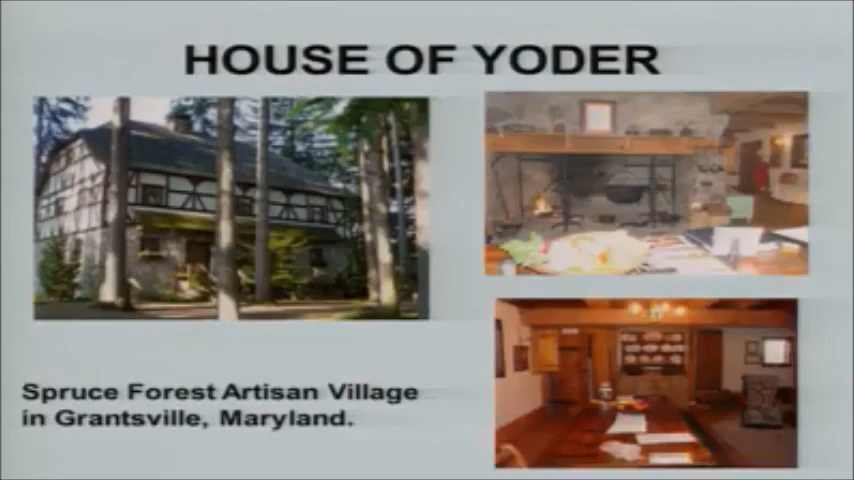 HOUSE OF YODER
Spruce Forest Artisan Village
in Grantsville, Maryland.